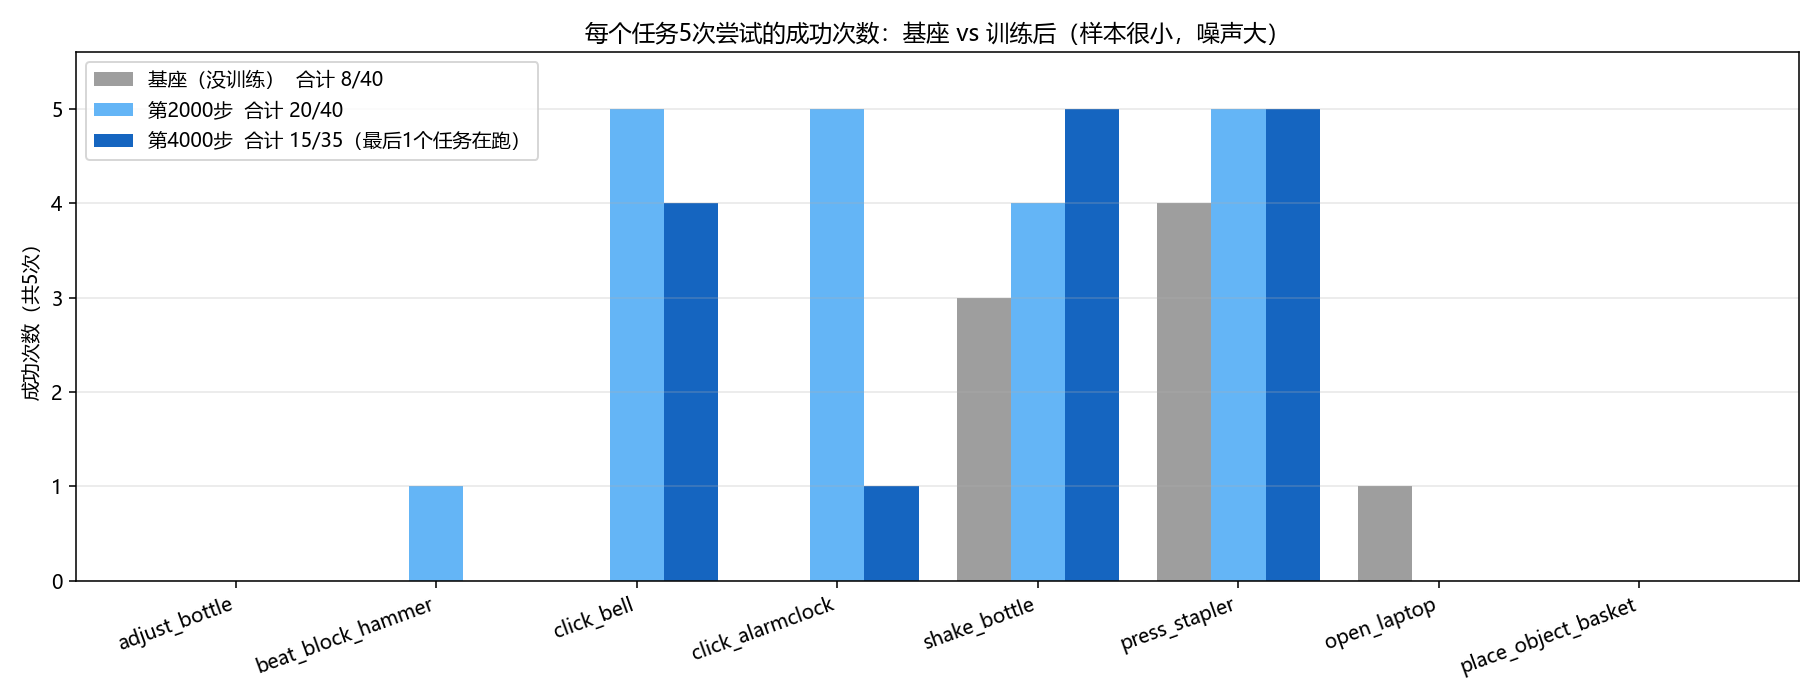 每个任务5次尝试的成功次数：基座 vs 训练后（样本很小，噪声大）
基座（没训练） 合计 8/40
第2000步 合计 20/40
第4000步 合计 15/35（最后1个任务在跑）
成功次数（共5次）
5
4
3
2
1
0
adjust_bottle
beat_block_hammer
click_bell
click_alarmclock
shake_bottle
press_stapler
open_laptop
place_object_basket